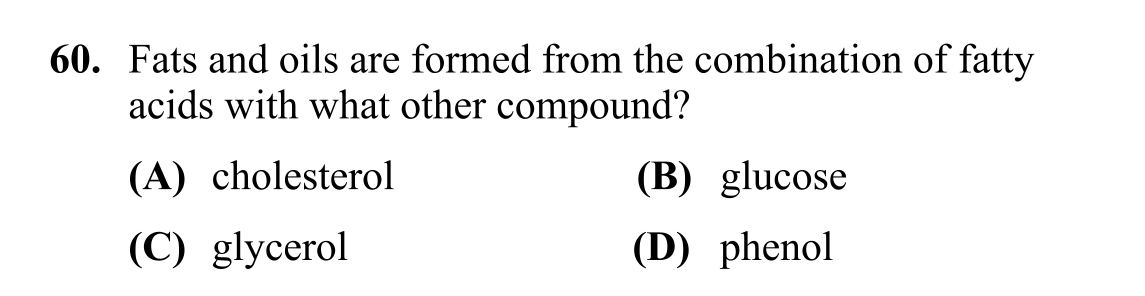 60. Fats and oils are formed from the combination of fatty
acids with what other compound?
(A) cholesterol (B) glucose
(C) glycerol (D) phenol